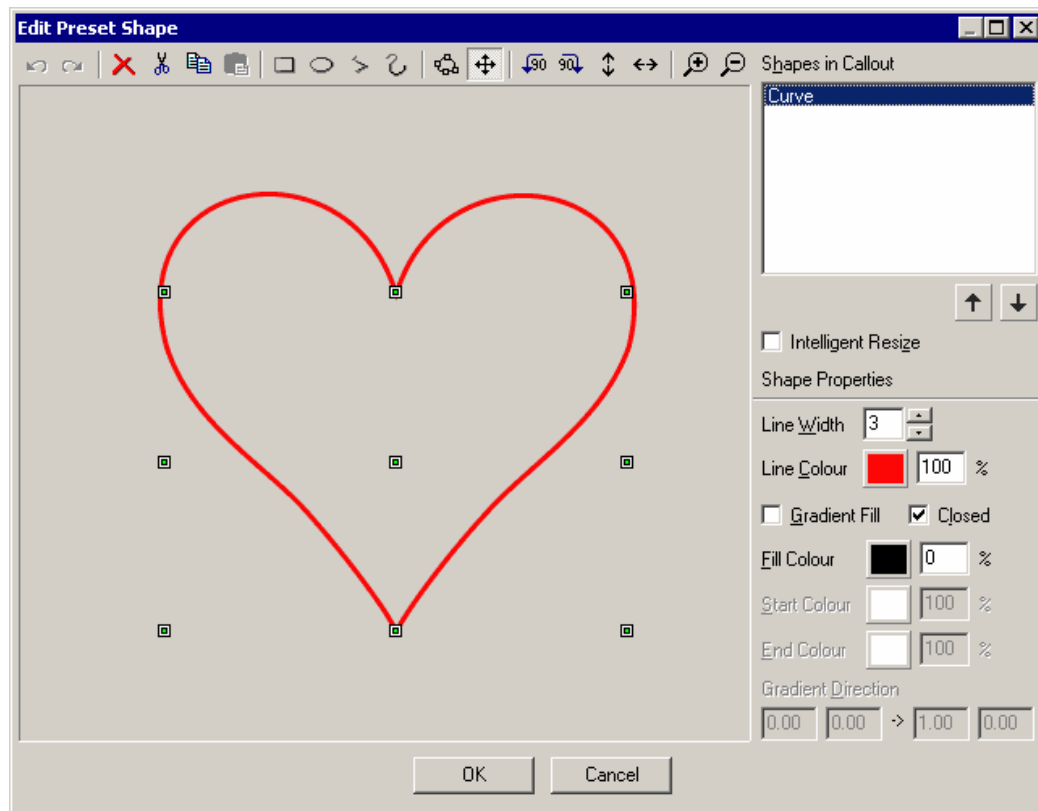 Edit Preset Shape
90 90
Shapes in Callout
Curve
Intelligent Resize
Shape Properties
Line Width 3
Line Colour 100 %
Gradient Fill Closed
Fill Colour 0 %
Start Colour 100 %
End Colour 100 %
Gradient Direction
0.00 0.00 -> 1.00 0.00
OK Cancel